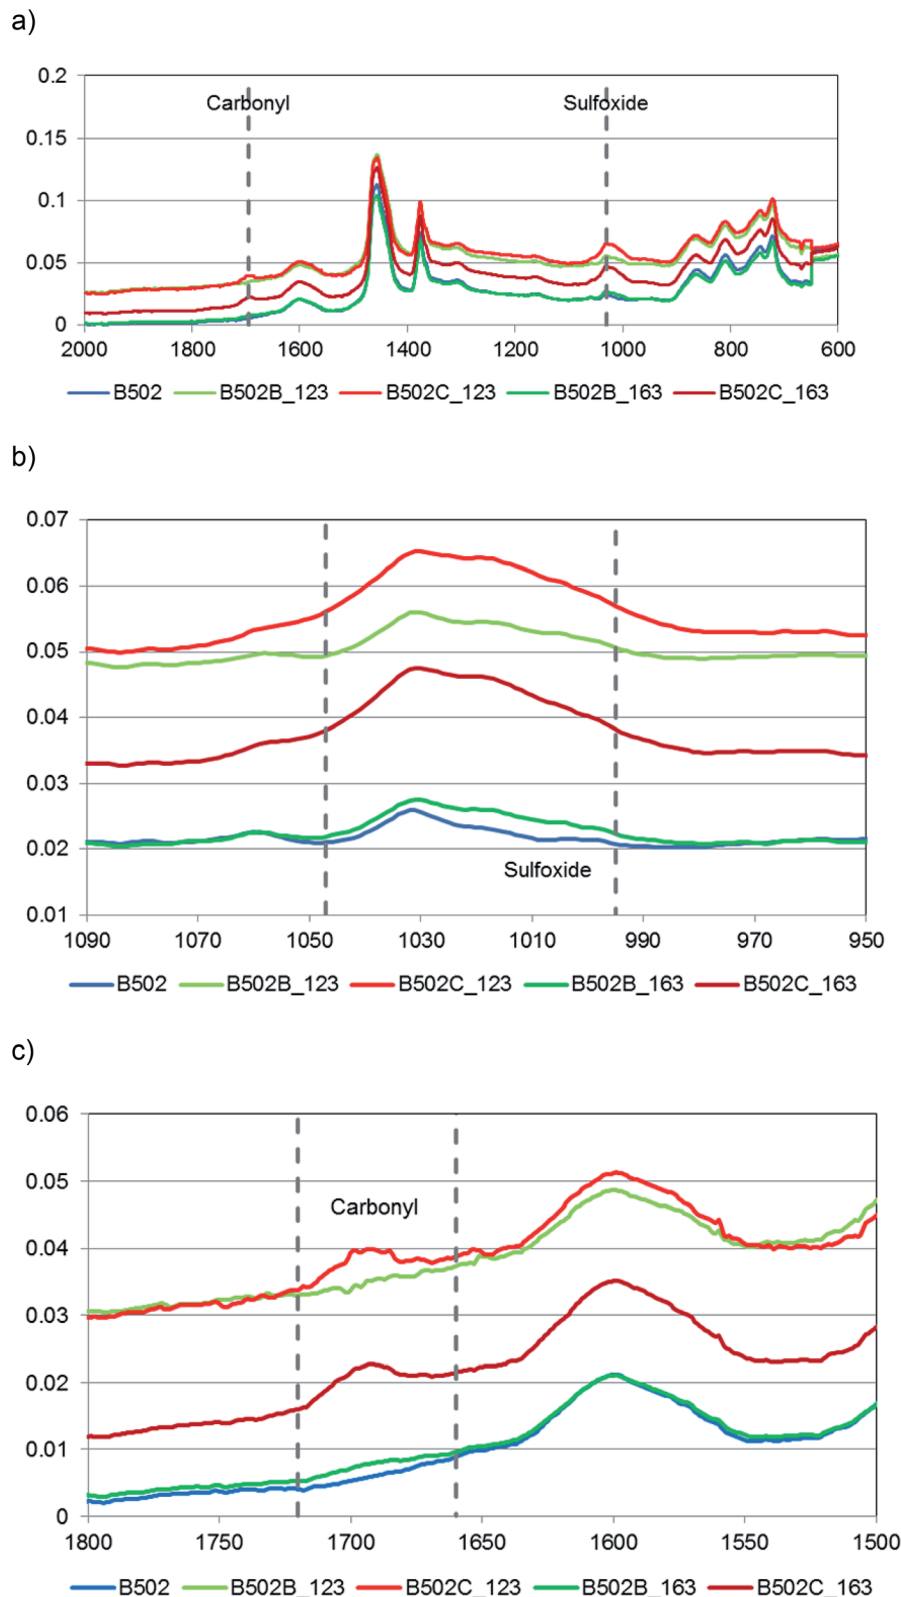 a)
0.2
Carbonyl Sulfoxide
0.15
0.1
0.05
0
2000 1800 1600 1400 1200 1000 800 600
B502 B502B_123 B502C_123 B502B_163 B502C_163
b)
0.07
0.06
0.05
0.04
0.03
0.02
Sulfoxide
0.01
1090 1070 1050 1030 1010 990 970 950
B502 B502B_123 B502C_123 B502B_163 B502C_163
c)
0.06
0.05
Carbonyl
0.04
0.03
0.02
0.01
0
1800 1750 1700 1650 1600 1550 1500
B502 B502B_123 B502C_123 B502B_163 B502C_163